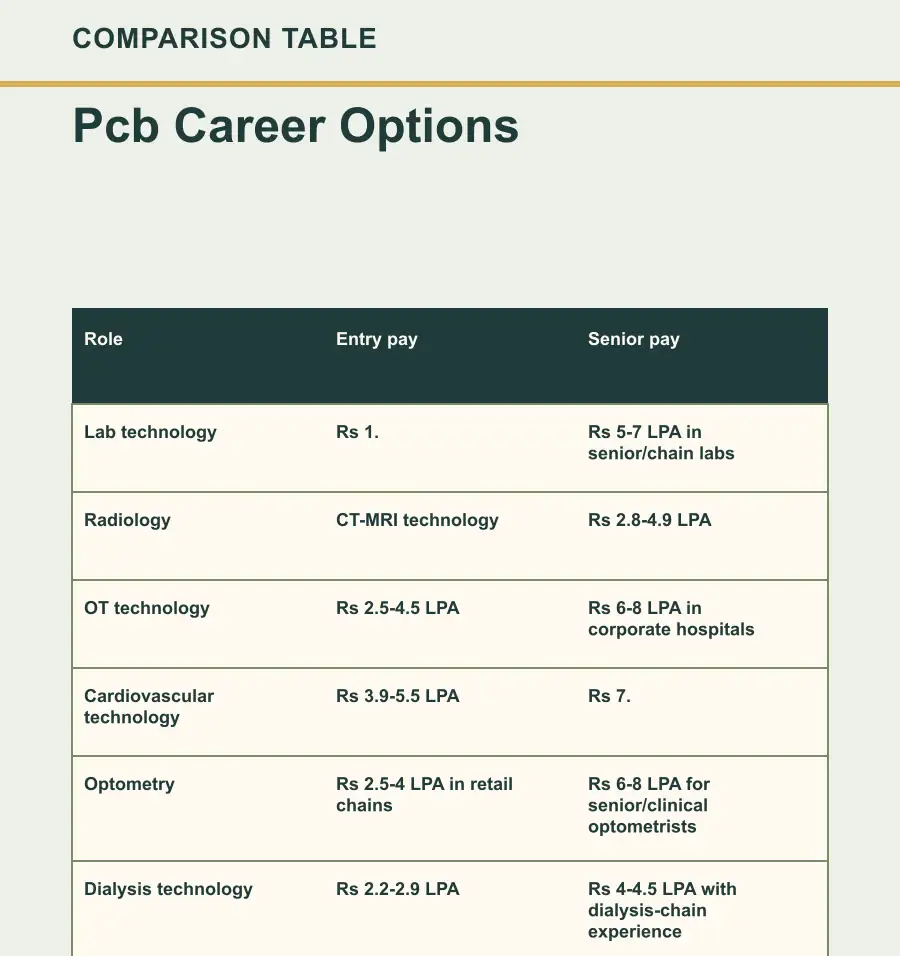 COMPARISON TABLE
Pcb Career Options
Role Entry pay Senior pay
Lab technology Rs 1. Rs 5-7 LPA in
senior/chain labs
Radiology CT-MRI technology Rs 2.8-4.9 LPA
OT technology Rs 2.5-4.5 LPA Rs 6-8 LPA in
corporate hospitals
Cardiovascular Rs 3.9-5.5 LPA Rs 7.
technology
Optometry Rs 2.5-4 LPA in retail Rs 6-8 LPA for
chains senior/clinical
optometrists
Dialysis technology Rs 2.2-2.9 LPA Rs 4-4.5 LPA with
dialysis-chain
experience